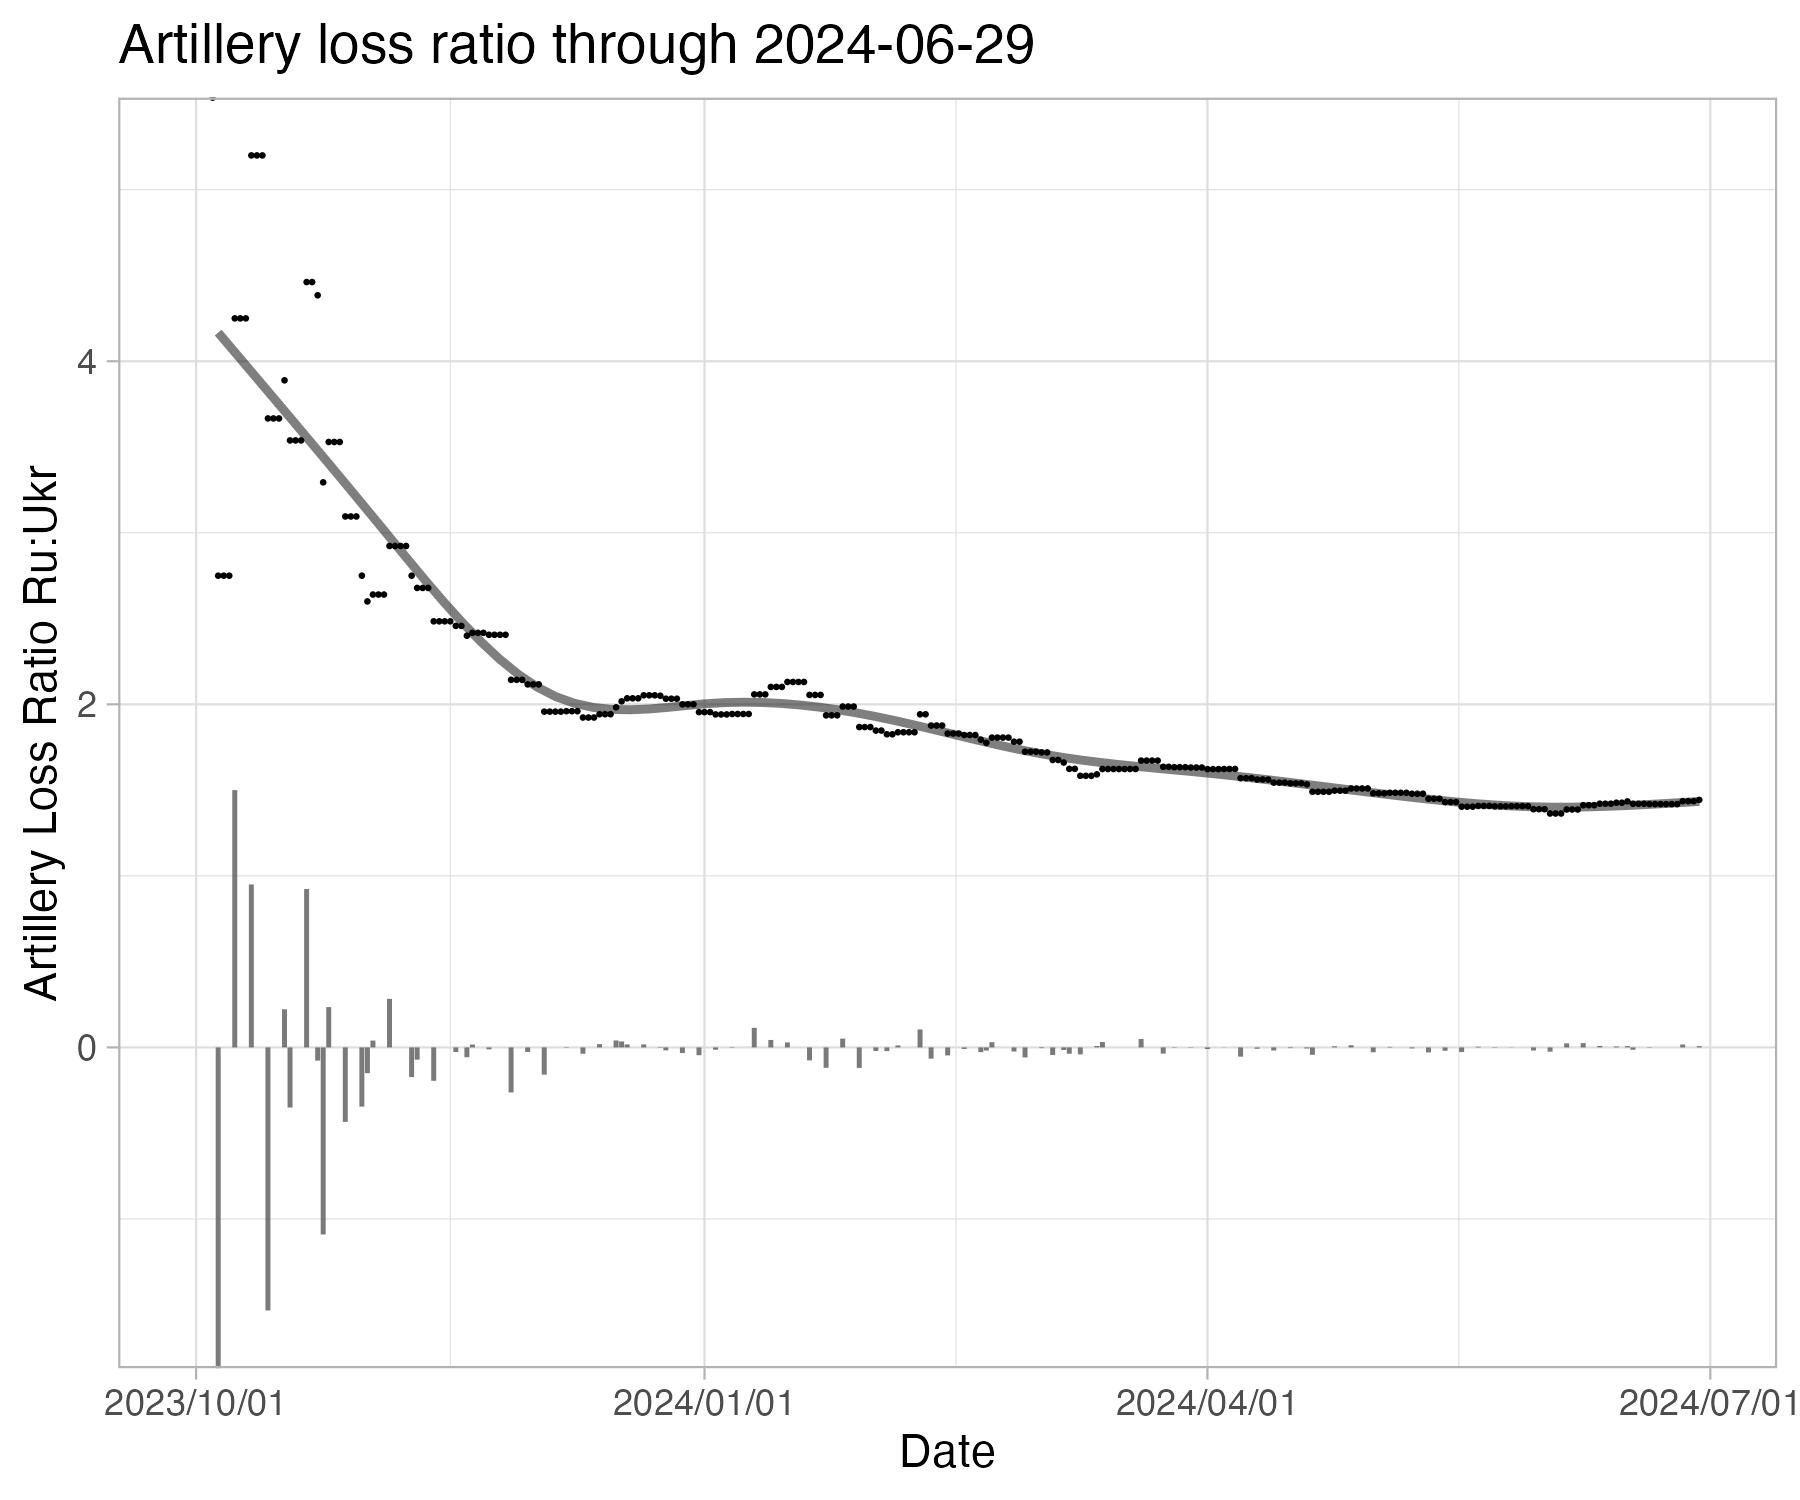 Artillery loss ratio through 2024-06-29
Artillery Loss Ratio Ru:Ukr
4
2
0
2023/10/01
2024/01/01
2024/04/01
2024/07/01
Date